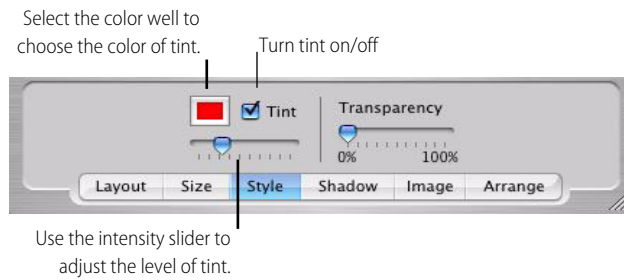 Select the color well to
choose the color of tint.
Turn tint on/off
Tint
Transparency
0% 100%
Layout Size Style Shadow Image Arrange
Use the intensity slider to
adjust the level of tint.